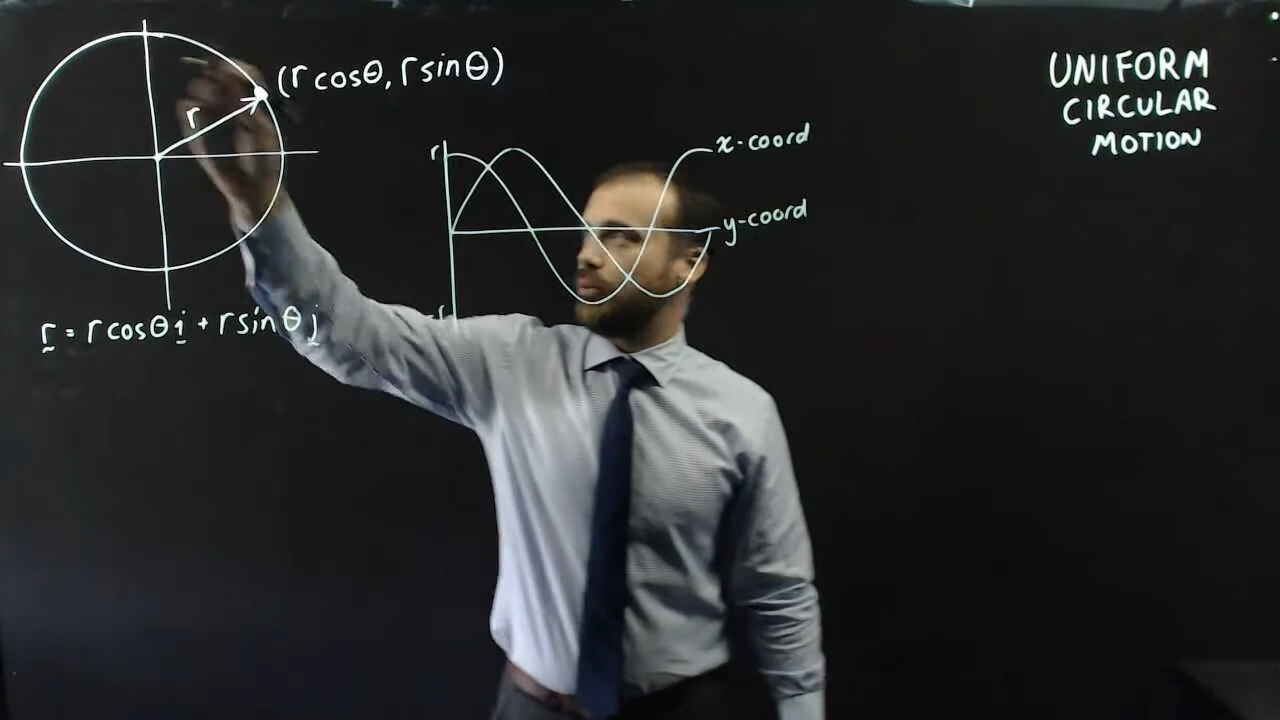 (r cosθ, r sinθ)
r
r
x-coord
y-coord
-r
r = r cosθ i + r sinθ j
UNIFORM
CIRCULAR
MOTION